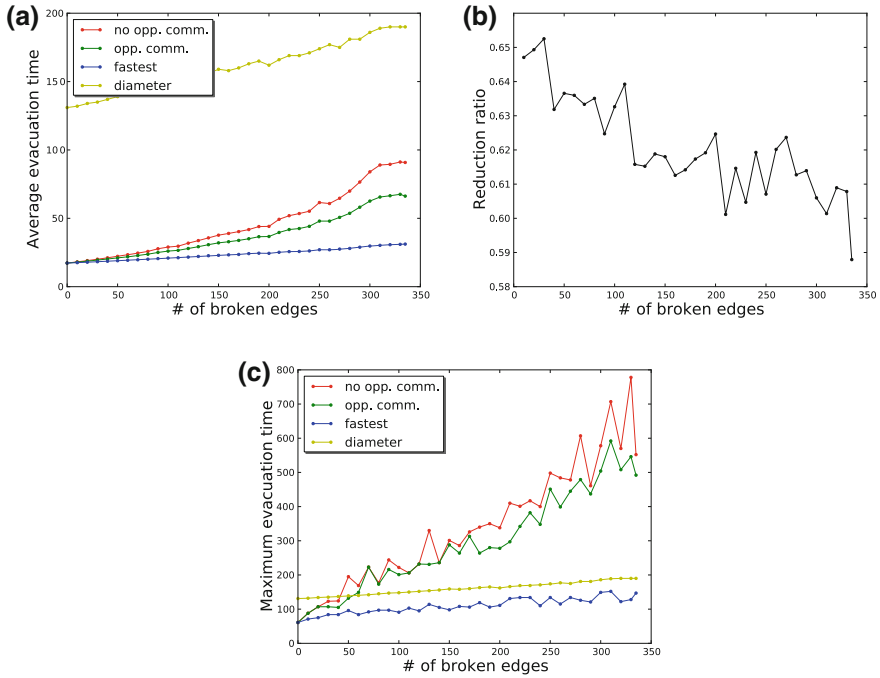 (a)
200
150
100
50
0
Average evacuation time
no opp. comm.
opp. comm.
fastest
diameter
0 50 100 150 200 250 300 350
# of broken edges
(b)
0.65
0.64
0.63
0.62
0.61
0.60
0.59
0.58
Reduction ratio
0 50 100 150 200 250 300 350
# of broken edges
(c)
800
700
600
500
400
300
200
100
0
Maximum evacuation time
no opp. comm.
opp. comm.
fastest
diameter
0 50 100 150 200 250 300 350
# of broken edges